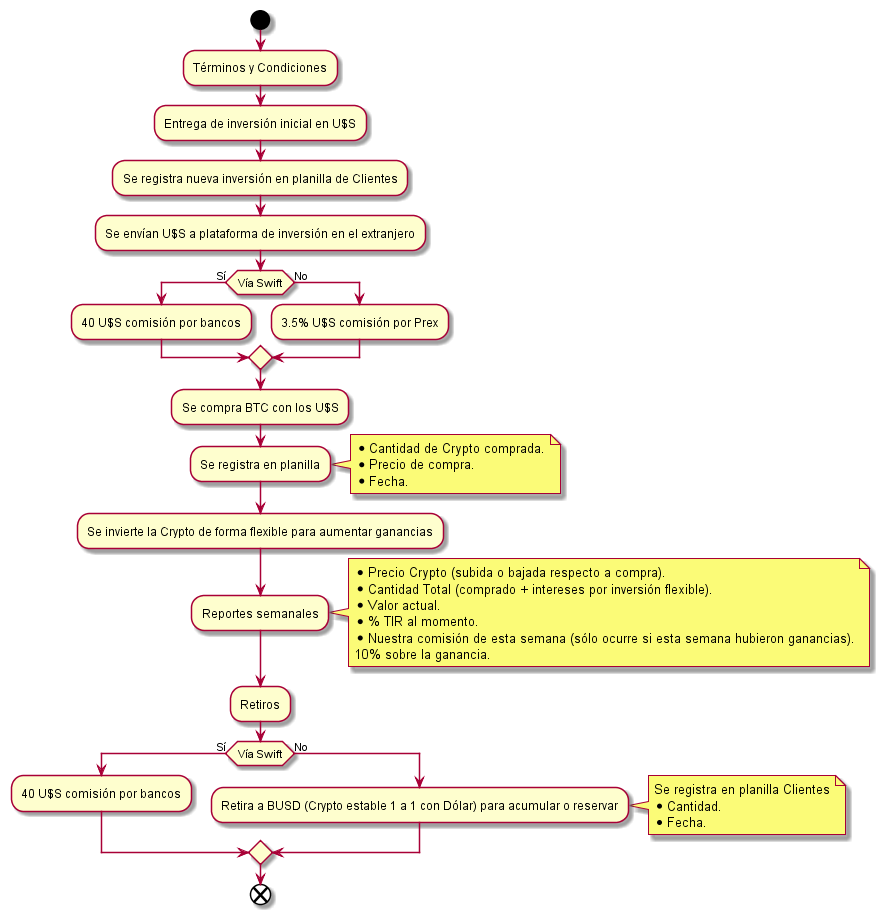 Términos y Condiciones
Entrega de inversión inicial en U$S
Se registra nueva inversión en planilla de Clientes
Se envían U$S a plataforma de inversión en el extranjero
Sí
Vía Swift
No
40 U$S comisión por bancos
3.5% U$S comisión por Prex
Se compra BTC con los U$S
Se registra en planilla
• Cantidad de Crypto comprada.
• Precio de compra.
• Fecha.
Se invierte la Crypto de forma flexible para aumentar ganancias
Reportes semanales
• Precio Crypto (subida o bajada respecto a compra).
• Cantidad Total (comprado + intereses por inversión flexible).
• Valor actual.
• % TIR al momento.
• Nuestra comisión de esta semana (sólo ocurre si esta semana hubieron ganancias).
10% sobre la ganancia.
Retiros
Sí
Vía Swift
No
40 U$S comisión por bancos
Retira a BUSD (Crypto estable 1 a 1 con Dólar) para acumular o reservar
Se registra en planilla Clientes
• Cantidad.
• Fecha.